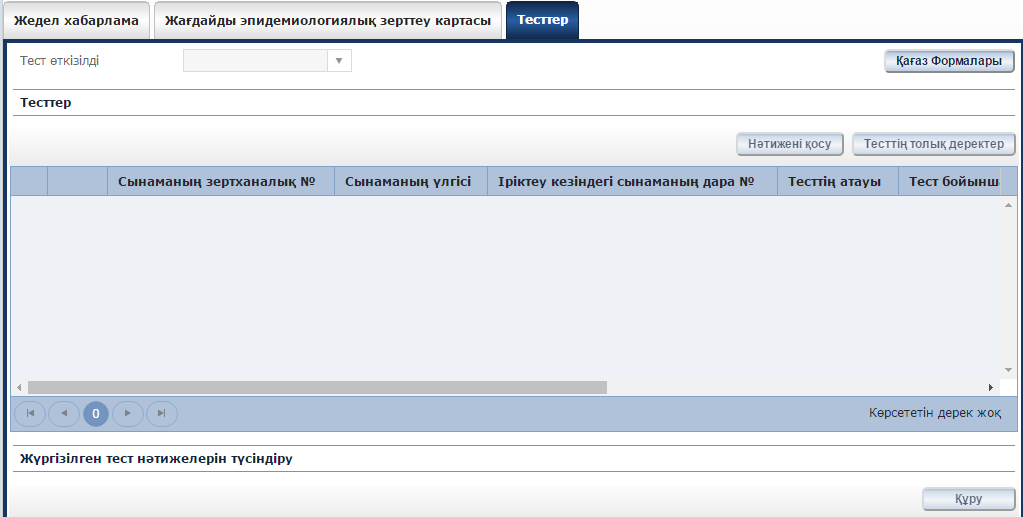 Жедел хабарлама Жағдайды эпидемиологиялық зерттеу картасы Тесттер
Тест өткізілді Қағаз Формалары
Тесттер
Нәтижені қосу Тесттің толық деректер
Сынаманың зертханалық № Сынаманың үлгісі Іріктеу кезіндегі сынаманың дара № Тесттің атауы Тест бойынш
0 Көрсететін дерек жоқ
Жүргізілген тест нәтижелерін түсіндіру
Құру